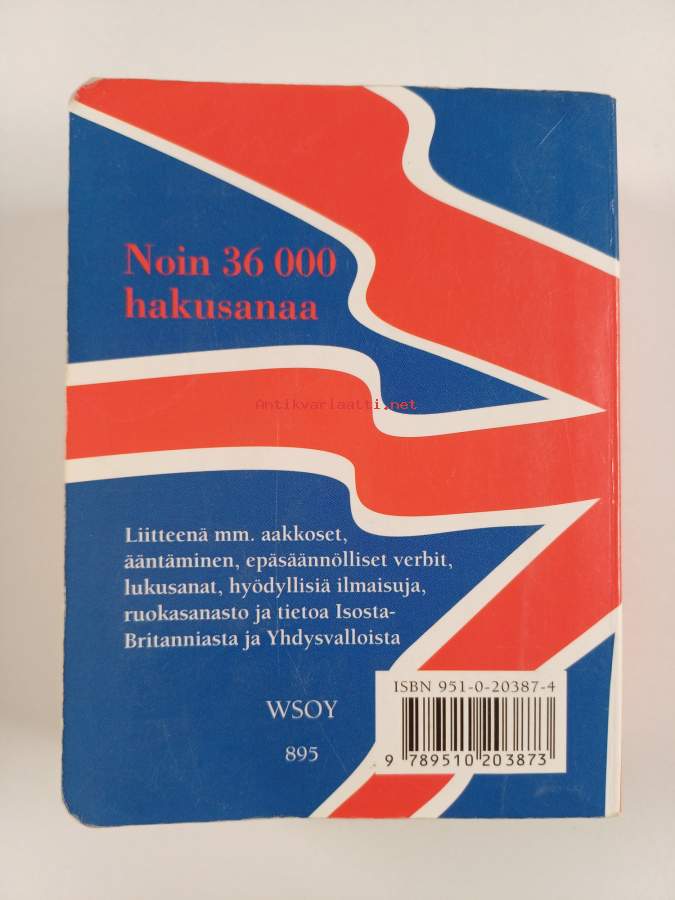 Noin 36 000
hakusanaa
Antikvariaatti.net
Liitteenä mm. aakkoset,
ääntäminen, epäsäännölliset verbit,
lukusanat, hyödyllisiä ilmaisuja,
ruokasanasto ja tietoa Isosta-
Britanniasta ja Yhdysvalloista
WSOY
895
ISBN 951-0-20387-4
9 789510 203873